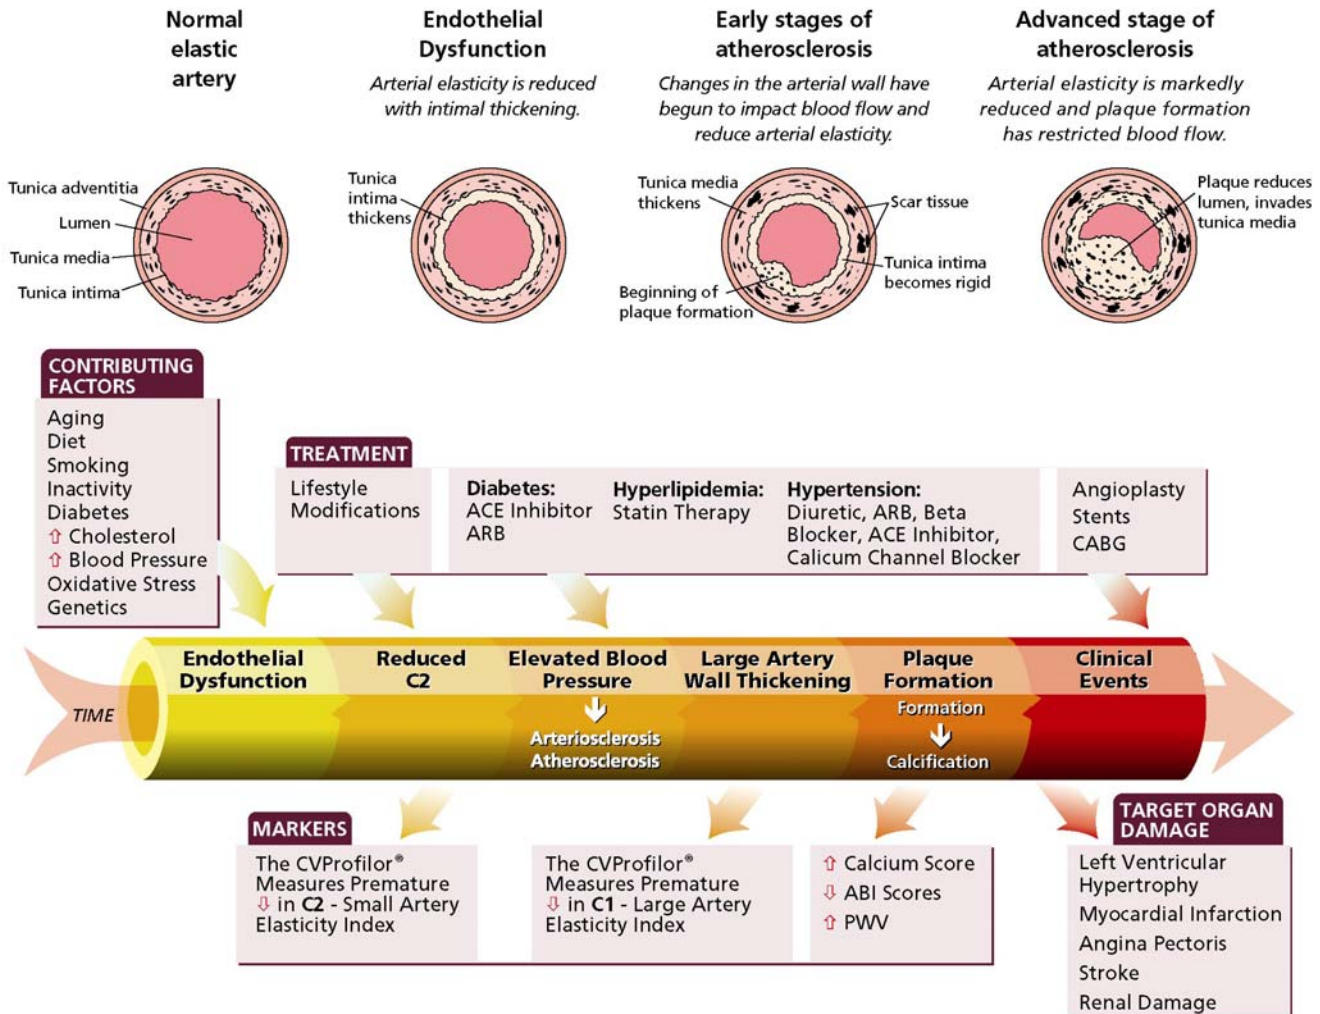 Normal
elastic
artery
Endothelial
Dysfunction
Arterial elasticity is reduced
with intimal thickening.
Early stages of
atherosclerosis
Changes in the arterial wall have
begun to impact blood flow and
reduce arterial elasticity.
Advanced stage of
atherosclerosis
Arterial elasticity is markedly
reduced and plaque formation
has restricted blood flow.
Tunica adventitia
Lumen
Tunica media
Tunica intima
Tunica
intima
thickens
Tunica media
thickens
Scar tissue
Tunica intima
becomes rigid
Beginning of
plaque formation
Plaque reduces
lumen, invades
tunica media
CONTRIBUTING
FACTORS
Aging
Diet
Smoking
Inactivity
Diabetes
⇧ Cholesterol
⇧ Blood Pressure
Oxidative Stress
Genetics
TREATMENT
Lifestyle
Modifications
Diabetes:
ACE Inhibitor
ARB
Hyperlipidemia:
Statin Therapy
Hypertension:
Diuretic, ARB, Beta
Blocker, ACE Inhibitor,
Calicum Channel Blocker
Angioplasty
Stents
CABG
TIME
Endothelial
Dysfunction
Reduced
C2
Elevated Blood
Pressure
Arteriosclerosis
Atherosclerosis
Large Artery
Wall Thickening
Plaque
Formation
Formation
Calcification
Clinical
Events
MARKERS
The CVProfilor®
Measures Premature
⇩ in C2 - Small Artery
Elasticity Index
The CVProfilor®
Measures Premature
⇩ in C1 - Large Artery
Elasticity Index
⇧ Calcium Score
⇩ ABI Scores
⇧ PWV
TARGET ORGAN
DAMAGE
Left Ventricular
Hypertrophy
Myocardial Infarction
Angina Pectoris
Stroke
Renal Damage